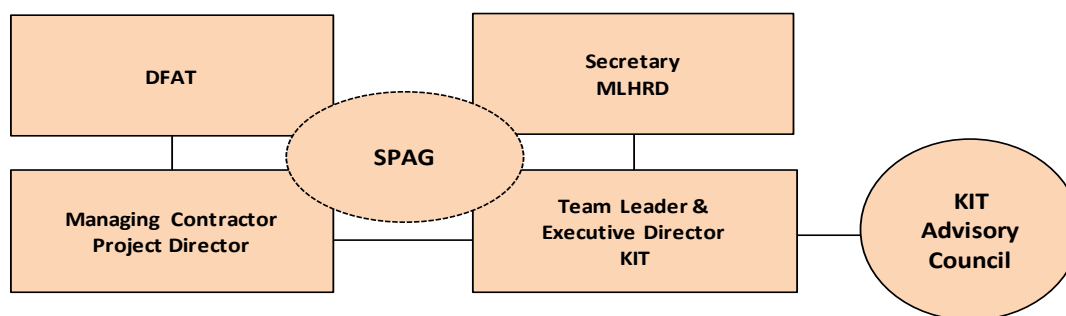 DFAT
Secretary
MLHRD
SPAG
Managing Contractor
Project Director
Team Leader &
Executive Director
KIT
KIT
Advisory
Council